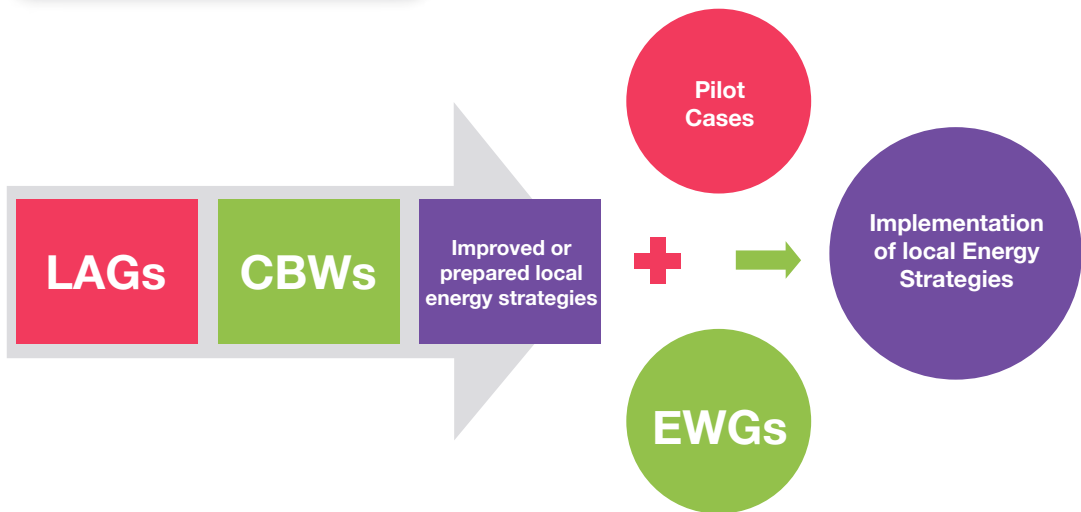 LAGs
CBWs
Improved or
prepared local
energy strategies
Pilot
Cases
EWGs
Implementation
of local Energy
Strategies